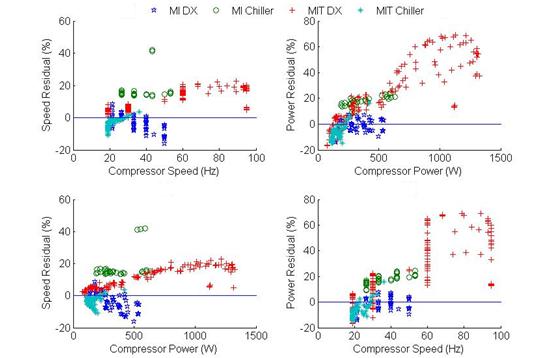 MI DX MI Chiller MIT DX MIT Chiller
60
40
20
0
-20
Speed Residual (%)
0 20 40 60 80 100
Compressor Speed (Hz)
80
60
40
20
0
-20
Power Residual (%)
0 500 1000 1500
Compressor Power (W)
60
40
20
0
-20
Speed Residual (%)
0 500 1000 1500
Compressor Power (W)
80
60
40
20
0
-20
Power Residual (%)
0 20 40 60 80 100
Compressor Speed (Hz)